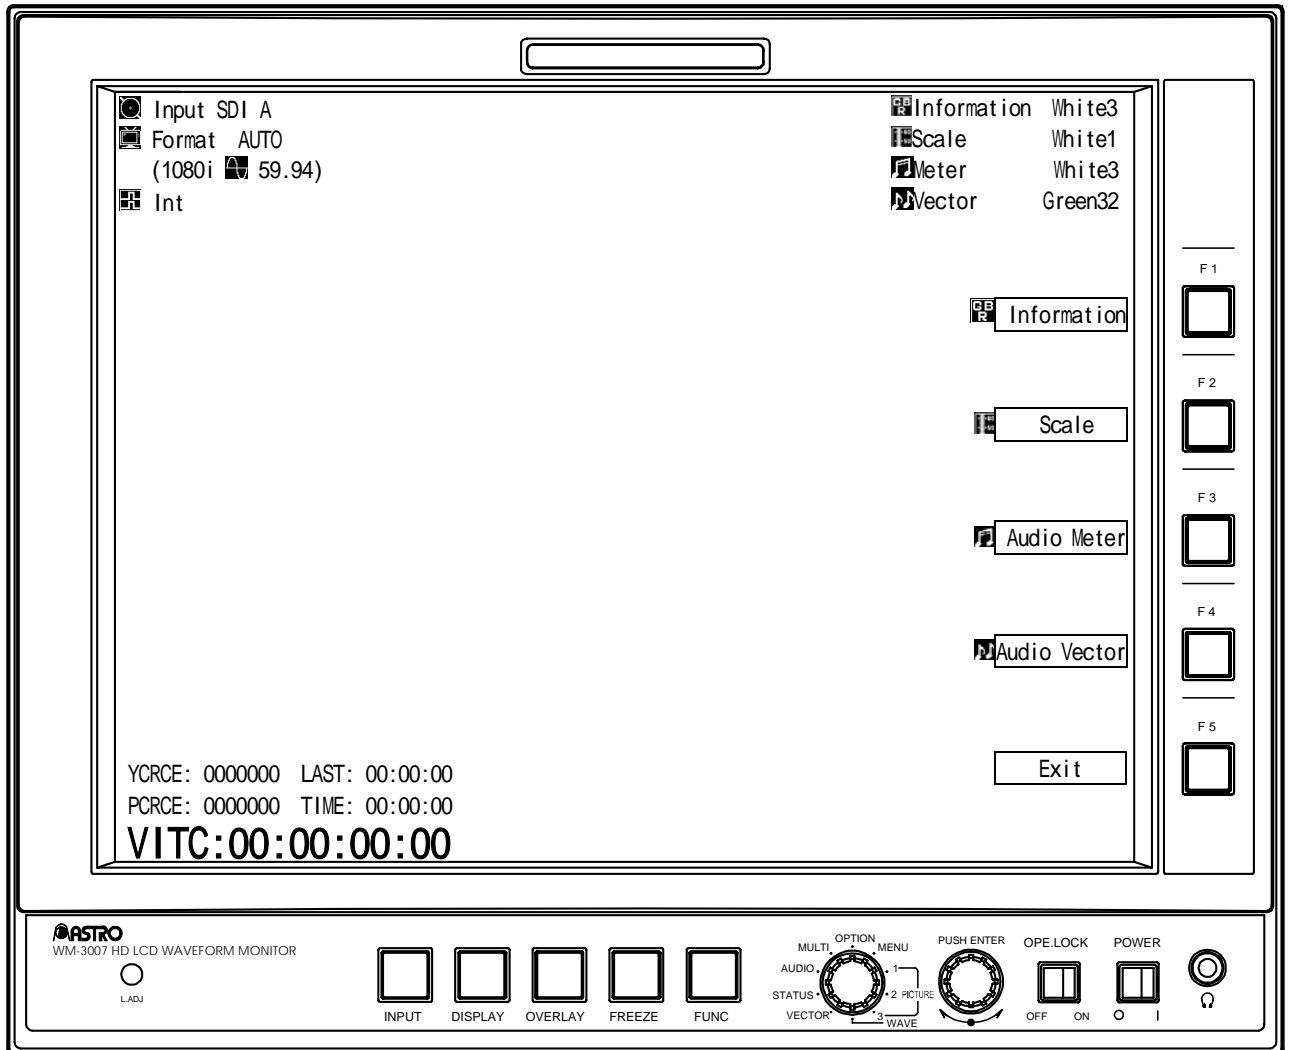 Input SDI A
Format AUTO
(1080i 59.94)
Int
GBR Information White3
Scale White1
Meter White3
Vector Green32
F1
GBR Information
F2
Scale
F3
Audio Meter
F4
Audio Vector
F5
Exit
YCRCE: 0000000 LAST: 00:00:00
PCRCE: 0000000 TIME: 00:00:00
VITC:00:00:00:00
ASTRO
WM-3007 HD LCD WAVEFORM MONITOR
L.ADJ
INPUT DISPLAY OVERLAY FREEZE FUNC
OPTION
MULTI MENU
AUDIO 1
STATUS 2 PICTURE
VECTOR 3
WAVE
PUSH ENTER
OPE.LOCK
OFF ON
POWER
O I